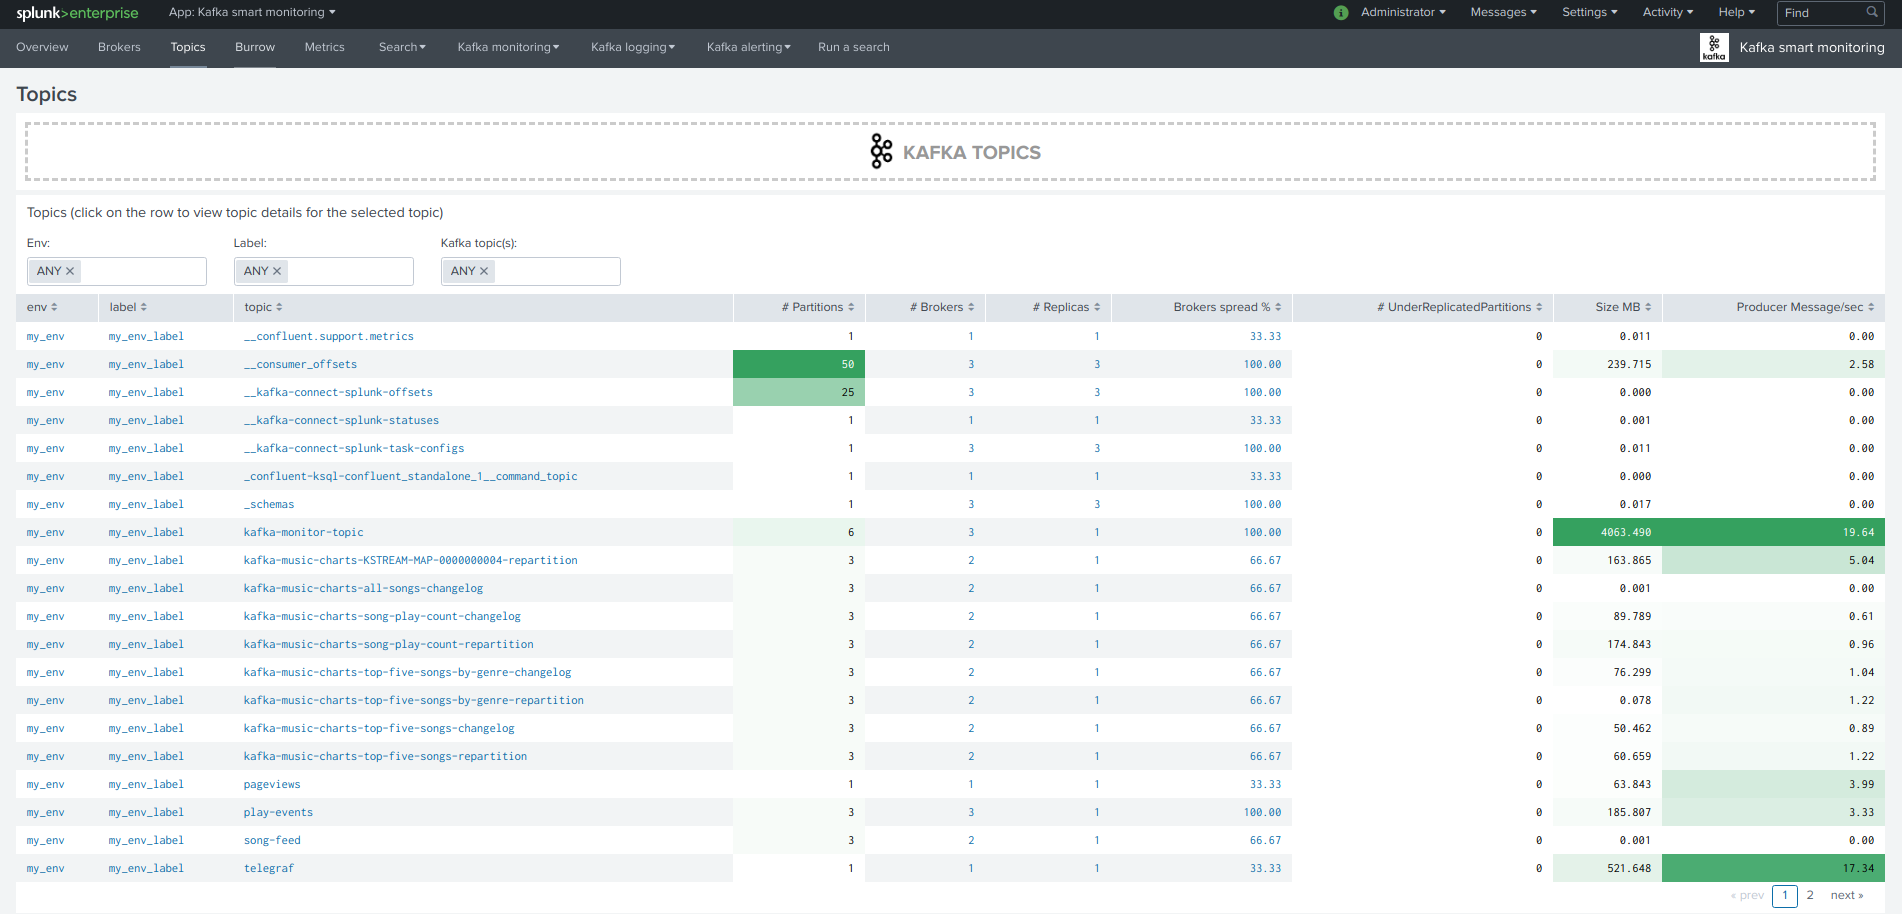 splunk>enterprise App: Kafka smart monitoring Administrator Messages Settings Activity Help Find
Overview Brokers Topics Burrow Metrics Search Kafka monitoring Kafka logging Kafka alerting Run a search kafka Kafka smart monitoring
Topics
KAFKA TOPICS
Topics (click on the row to view topic details for the selected topic)
Env: Label: Kafka topic(s):
ANY ANY ANY
env label topic # Partitions # Brokers # Replicas Brokers spread % # UnderReplicatedPartitions Size MB Producer Message/sec
my_env my_env_label __confluent.support.metrics 1 1 1 33.33 0 0.011 0.00
my_env my_env_label __consumer_offsets 50 3 3 100.00 0 239.715 2.58
my_env my_env_label __kafka-connect-splunk-offsets 25 3 3 100.00 0 0.000 0.00
my_env my_env_label __kafka-connect-splunk-statuses 1 1 1 33.33 0 0.001 0.00
my_env my_env_label __kafka-connect-splunk-task-configs 1 3 3 100.00 0 0.011 0.00
my_env my_env_label _confluent-ksql-confluent_standalone_1__command_topic 1 1 1 33.33 0 0.000 0.00
my_env my_env_label _schemas 1 3 3 100.00 0 0.017 0.00
my_env my_env_label kafka-monitor-topic 6 3 1 100.00 0 4063.490 19.64
my_env my_env_label kafka-music-charts-KSTREAM-MAP-0000000004-repartition 3 2 1 66.67 0 163.865 5.04
my_env my_env_label kafka-music-charts-all-songs-changelog 3 2 1 66.67 0 0.001 0.00
my_env my_env_label kafka-music-charts-song-play-count-changelog 3 2 1 66.67 0 89.789 0.61
my_env my_env_label kafka-music-charts-song-play-count-repartition 3 2 1 66.67 0 174.843 0.96
my_env my_env_label kafka-music-charts-top-five-songs-by-genre-changelog 3 2 1 66.67 0 76.299 1.04
my_env my_env_label kafka-music-charts-top-five-songs-by-genre-repartition 3 2 1 66.67 0 0.078 1.22
my_env my_env_label kafka-music-charts-top-five-songs-changelog 3 2 1 66.67 0 50.462 0.89
my_env my_env_label kafka-music-charts-top-five-songs-repartition 3 2 1 66.67 0 60.659 1.22
my_env my_env_label pageviews 1 1 1 33.33 0 63.843 3.99
my_env my_env_label play-events 3 3 1 100.00 0 185.807 3.33
my_env my_env_label song-feed 3 2 1 66.67 0 0.001 0.00
my_env my_env_label telegraf 1 1 1 33.33 0 521.648 17.34
« prev 1 2 next »